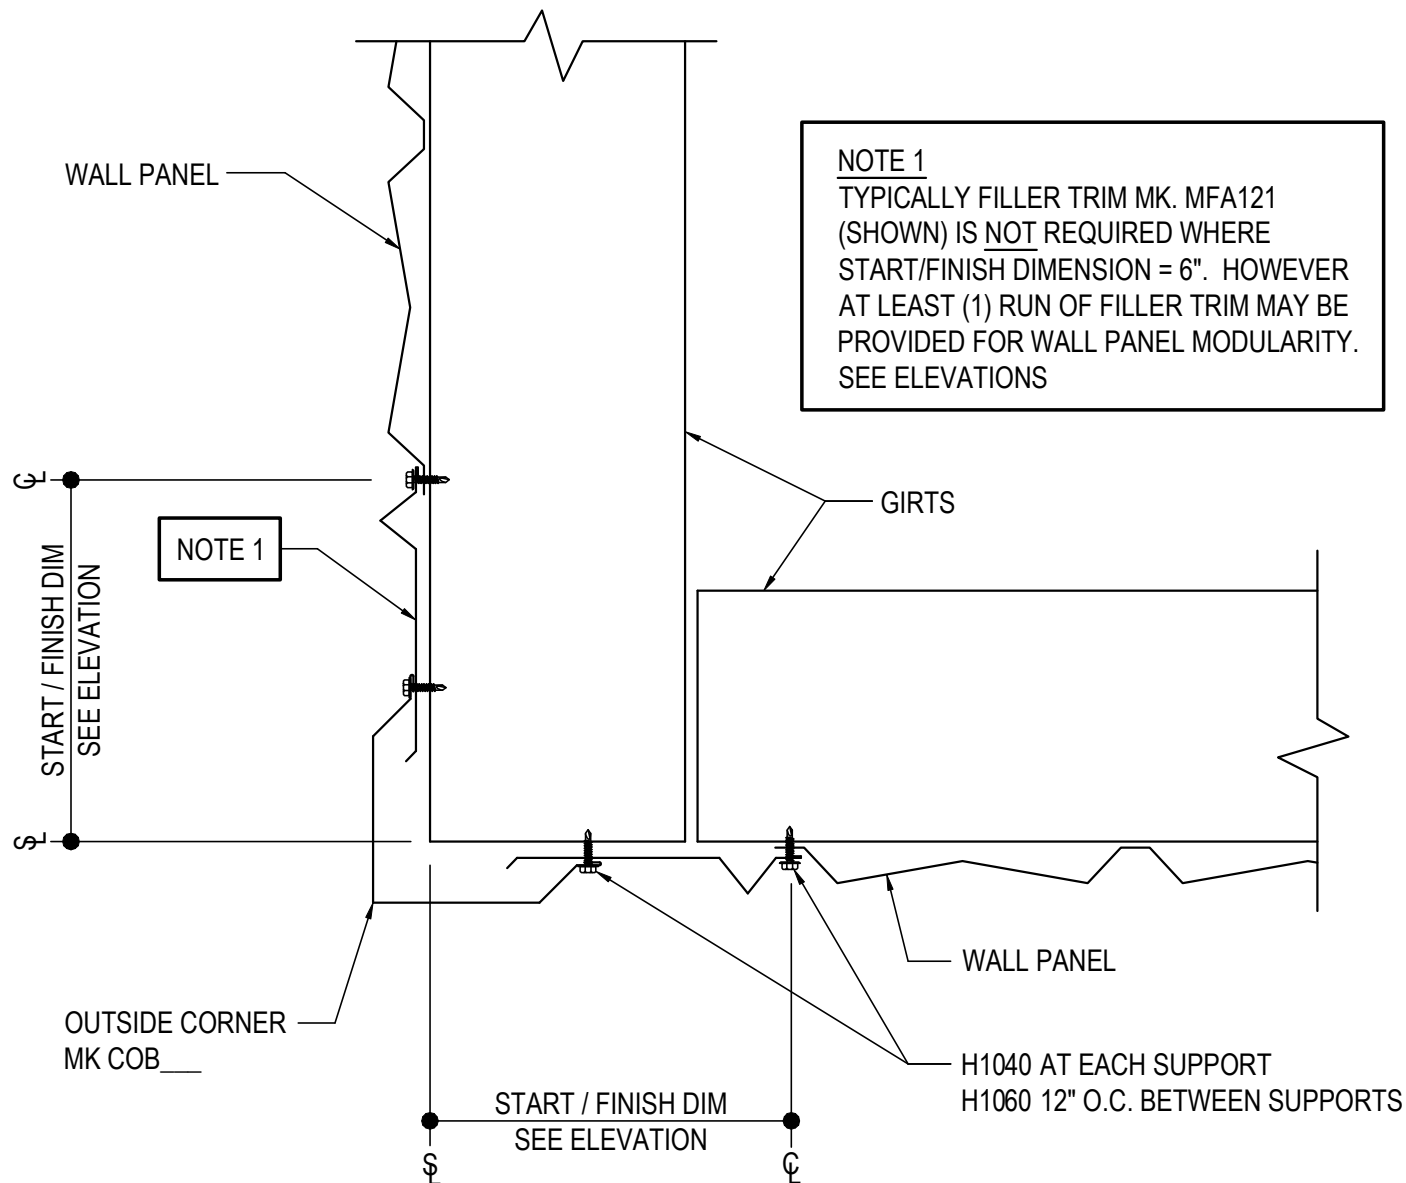 WALL PANEL
NOTE 1
TYPICALLY FILLER TRIM MK. MFA121
(SHOWN) IS NOT REQUIRED WHERE
START/FINISH DIMENSION = 6". HOWEVER
AT LEAST (1) RUN OF FILLER TRIM MAY BE
PROVIDED FOR WALL PANEL MODULARITY.
SEE ELEVATIONS
℄
GIRTS
NOTE 1
START / FINISH DIM
SEE ELEVATION
SL
WALL PANEL
OUTSIDE CORNER
MK COB___
H1040 AT EACH SUPPORT
H1060 12" O.C. BETWEEN SUPPORTS
START / FINISH DIM
SEE ELEVATION
SL
℄